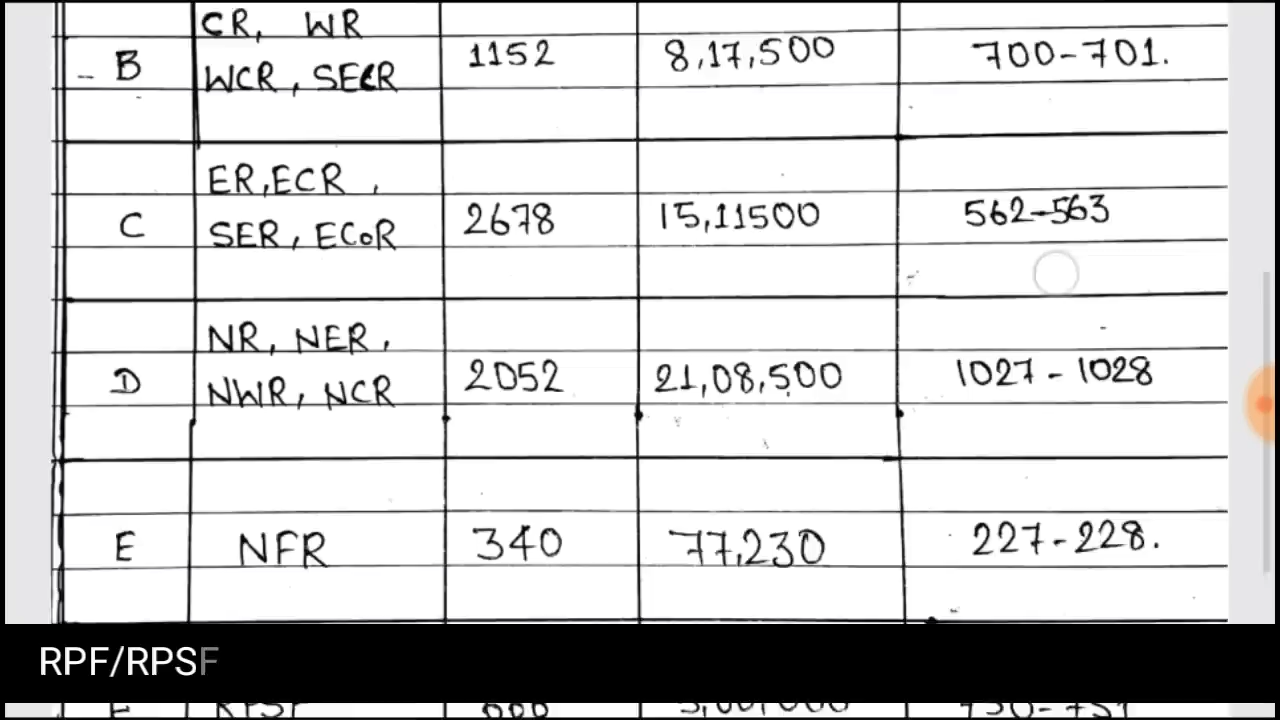 CR, WR
B 1152 8,17,500 700-701.
WCR, SECR
ER, ECR,
C 2678 15,11500 562-563
SER, ECoR
NR, NER,
D 2052 21,08,500 1027-1028
NWR, NCR
E NFR 340 77,230 227-228.
RPF/RPSF